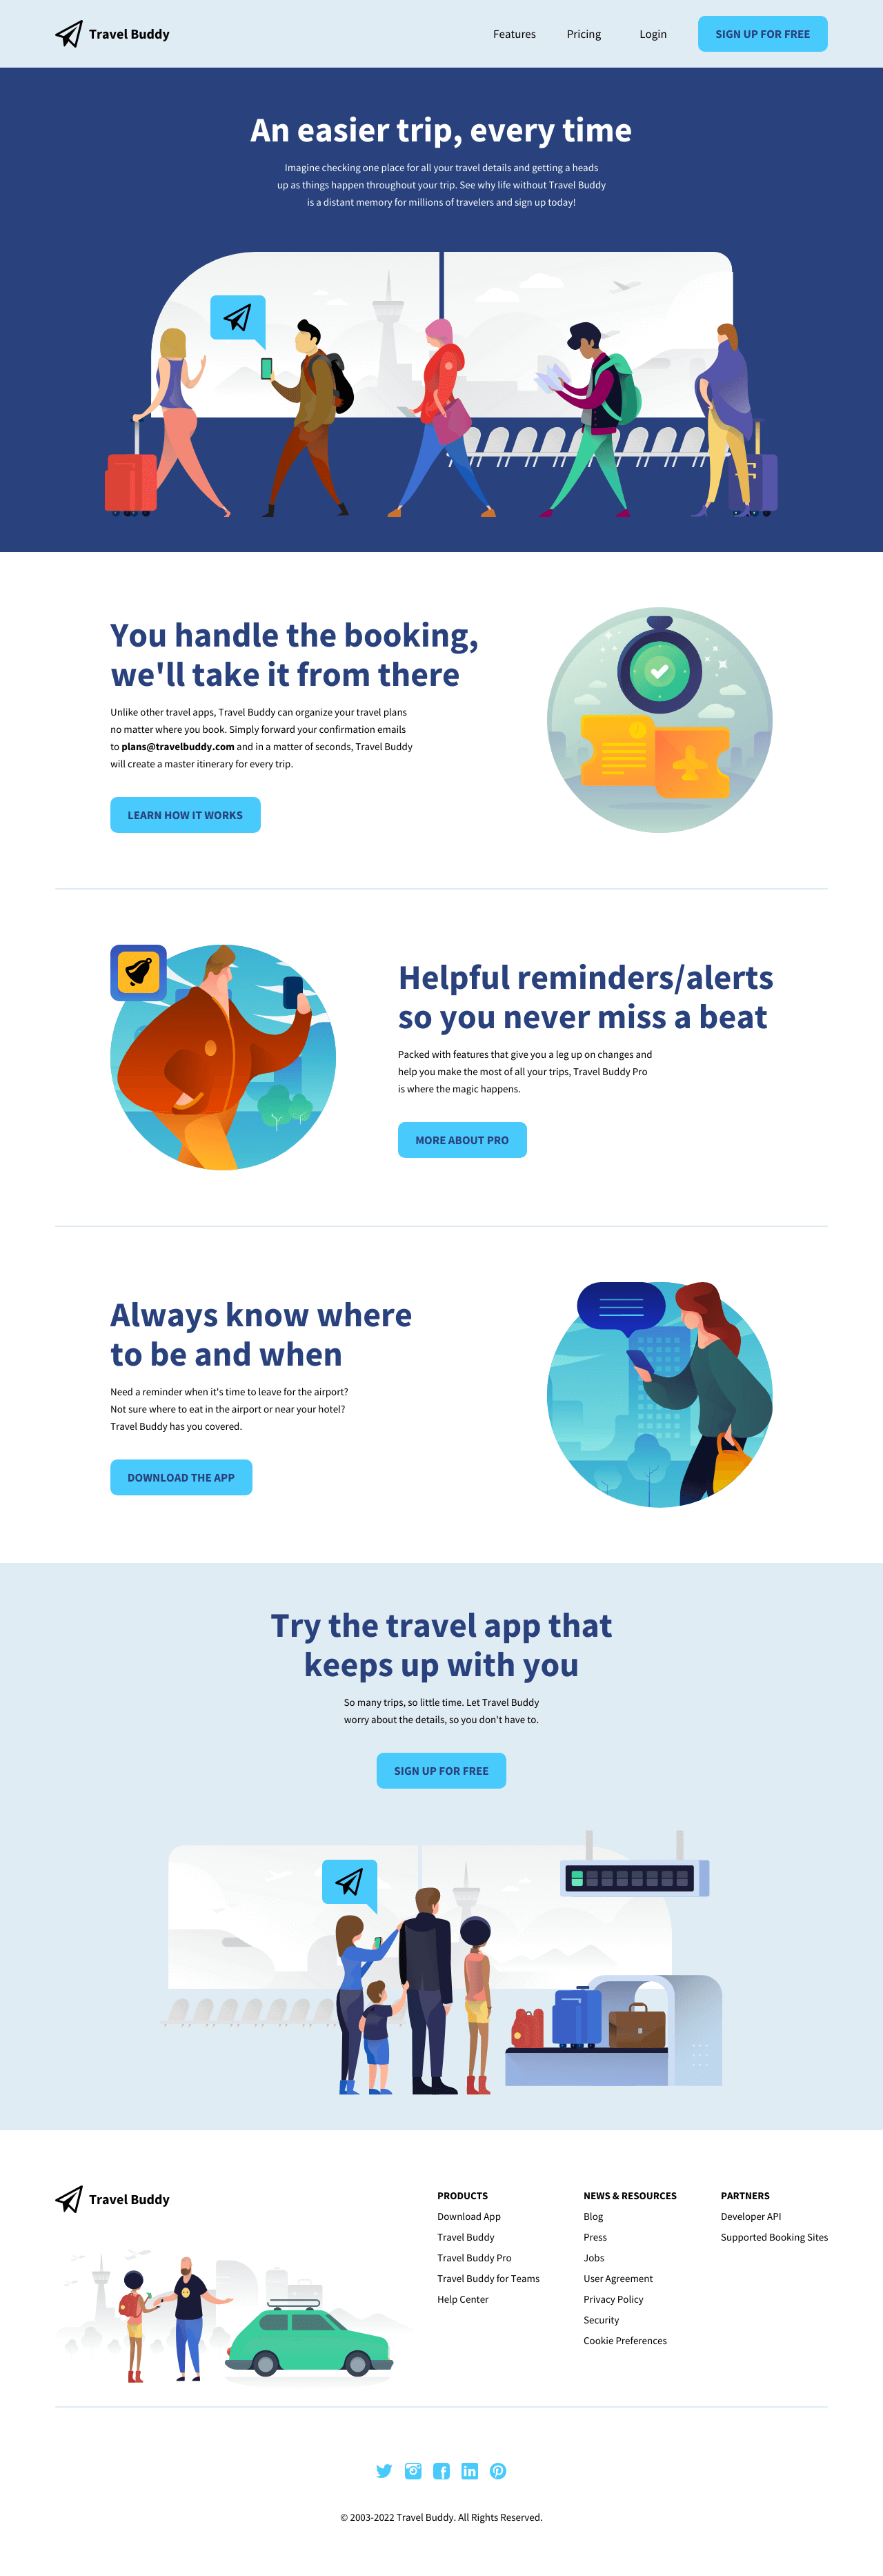 Travel Buddy
Features
Pricing
Login
SIGN UP FOR FREE
An easier trip, every time
Imagine checking one place for all your travel details and getting a heads
up as things happen throughout your trip. See why life without Travel Buddy
is a distant memory for millions of travelers and sign up today!
You handle the booking,
we'll take it from there
Unlike other travel apps, Travel Buddy can organize your travel plans
no matter where you book. Simply forward your confirmation emails
to plans@travelbuddy.com and in a matter of seconds, Travel Buddy
will create a master itinerary for every trip.
LEARN HOW IT WORKS
Helpful reminders/alerts
so you never miss a beat
Packed with features that give you a leg up on changes and
help you make the most of all your trips, Travel Buddy Pro
is where the magic happens.
MORE ABOUT PRO
Always know where
to be and when
Need a reminder when it's time to leave for the airport?
Not sure where to eat in the airport or near your hotel?
Travel Buddy has you covered.
DOWNLOAD THE APP
Try the travel app that
keeps up with you
So many trips, so little time. Let Travel Buddy
worry about the details, so you don't have to.
SIGN UP FOR FREE
Travel Buddy
PRODUCTS
Download App
Travel Buddy
Travel Buddy Pro
Travel Buddy for Teams
Help Center
NEWS & RESOURCES
Blog
Press
Jobs
User Agreement
Privacy Policy
Security
Cookie Preferences
PARTNERS
Developer API
Supported Booking Sites
© 2003-2022 Travel Buddy. All Rights Reserved.